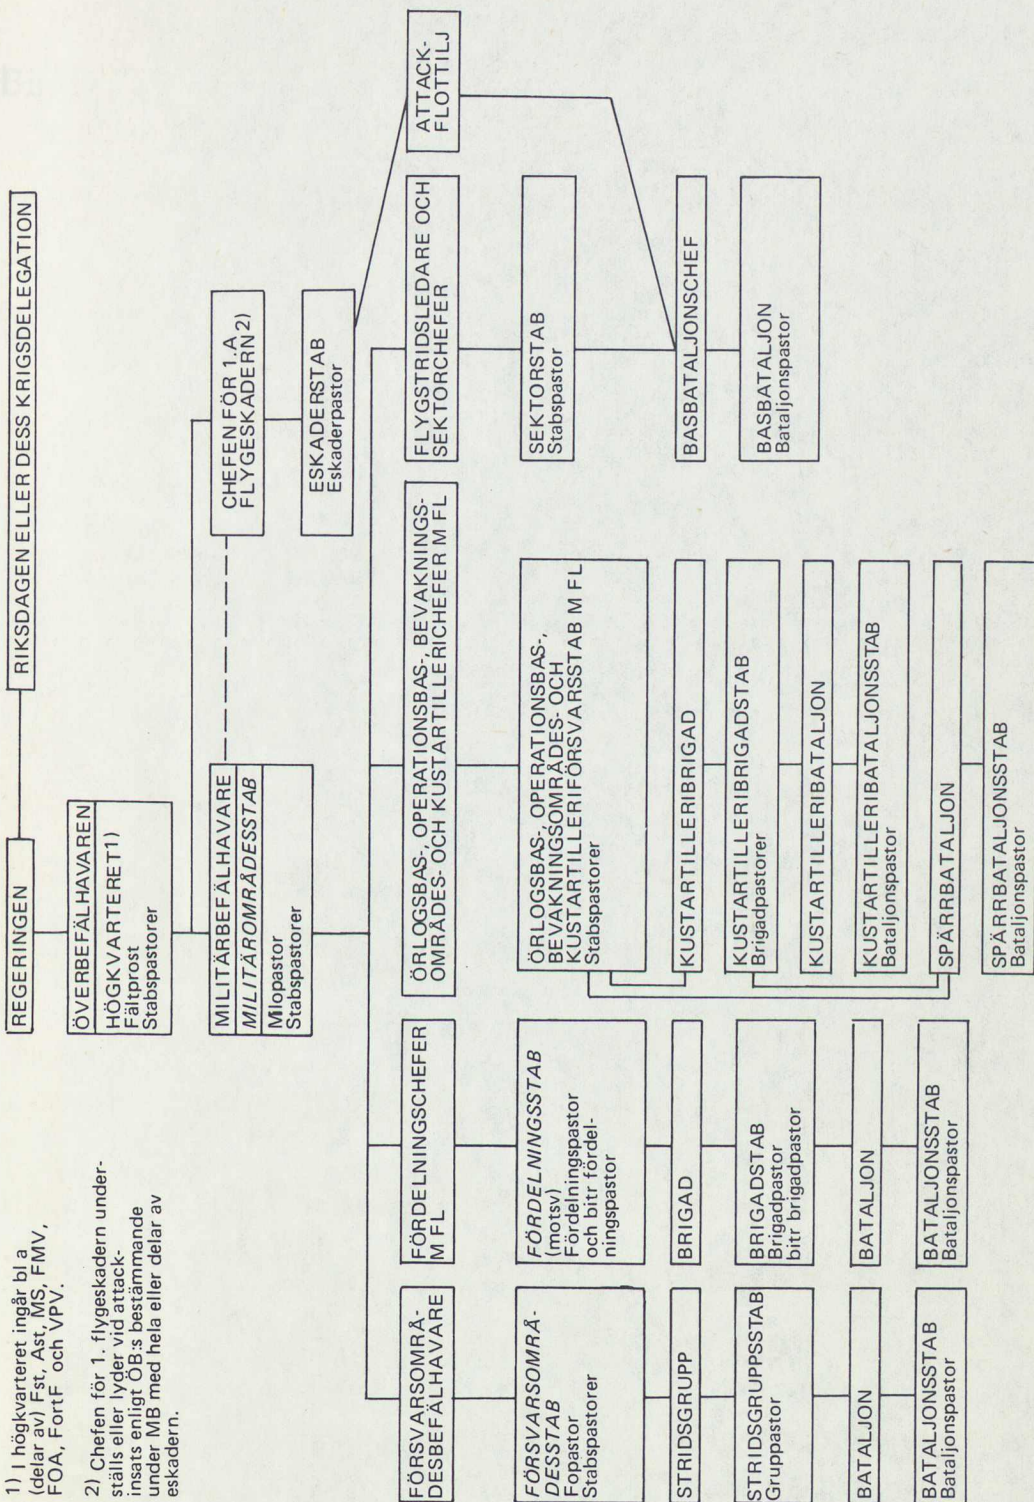 1) I högkvarteret ingår bl a
(delar av) Fst, Ast, MS, FMV,
FOA, FortF och VPV.
2) Chefen för 1. flygeskadern under-
ställs eller lyder vid attack-
insats enligt ÖB:s bestämmande
under MB med hela eller delar av
eskadern.
REGERINGEN
RIKSDAGEN ELLER DESS KRIGSDELEGATION
ÖVERBEFÄLHAVAREN
HÖGKVARTERET1)
Fältprost
Stabspastorer
MILITÄRBEFÄLHAVARE
MILITÄROMRÅDESSTAB
Milopastor
Stabspastorer
CHEFEN FÖR 1.A
FLYGESKADERN 2)
ESKADERSTAB
Eskaderpastor
FÖRSVARSOMRÅ-
DESBEFÄLHAVARE
FÖRSVARSOMRÅ-
DESSTAB
Fopastor
Stabspastorer
STRIDSGRUPP
STRIDSGRUPPSSTAB
Gruppastor
BATALJON
BATALJONSSTAB
Bataljonspastor
FÖRDELNINGSCHEFER
M FL
FÖRDELNINGSSTAB
(motsv)
Fördelningspastor
och bitr fördel-
ningspastor
BRIGAD
BRIGADSTAB
Brigadpastor
bitr brigadpastor
BATALJON
BATALJONSSTAB
Bataljonspastor
ÖRLOGSBAS-, OPERATIONSBAS-, BEVAKNINGS-
OMRÅDES- OCH KUSTARTILLERICHEFER M FL
ÖRLOGSBAS-, OPERATIONSBAS-,
BEVAKNINGSOMRÅDES- OCH
KUSTARTILLERIFÖRSVARSSTAB M FL
Stabspastorer
KUSTARTILLERIBRIGAD
KUSTARTILLERIBRIGADSTAB
Brigadpastorer
KUSTARTILLERIBATALJON
KUSTARTILLERIBATALJONSSTAB
Bataljonspastor
SPÄRRBATALJON
SPÄRRBATALJONSSTAB
Bataljonspastor
FLYGSTRIDSLEDARE OCH
SEKTORCHEFER
SEKTORSTAB
Stabspastor
BASBATALJONSCHEF
BASBATALJON
Bataljonspastor
ATTACK-
FLOTTILJ